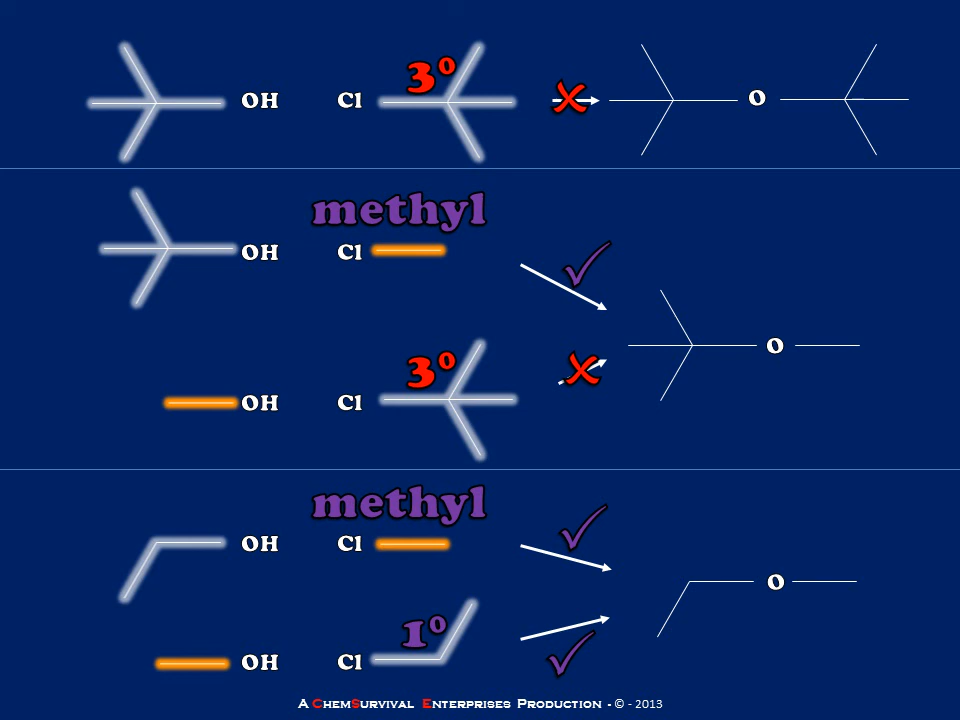 3°
OH Cl O
methyl
OH Cl
O
3°
OH Cl
methyl
OH Cl
O
1°
OH Cl
A ChemSurvival Enterprises Production - © - 2013